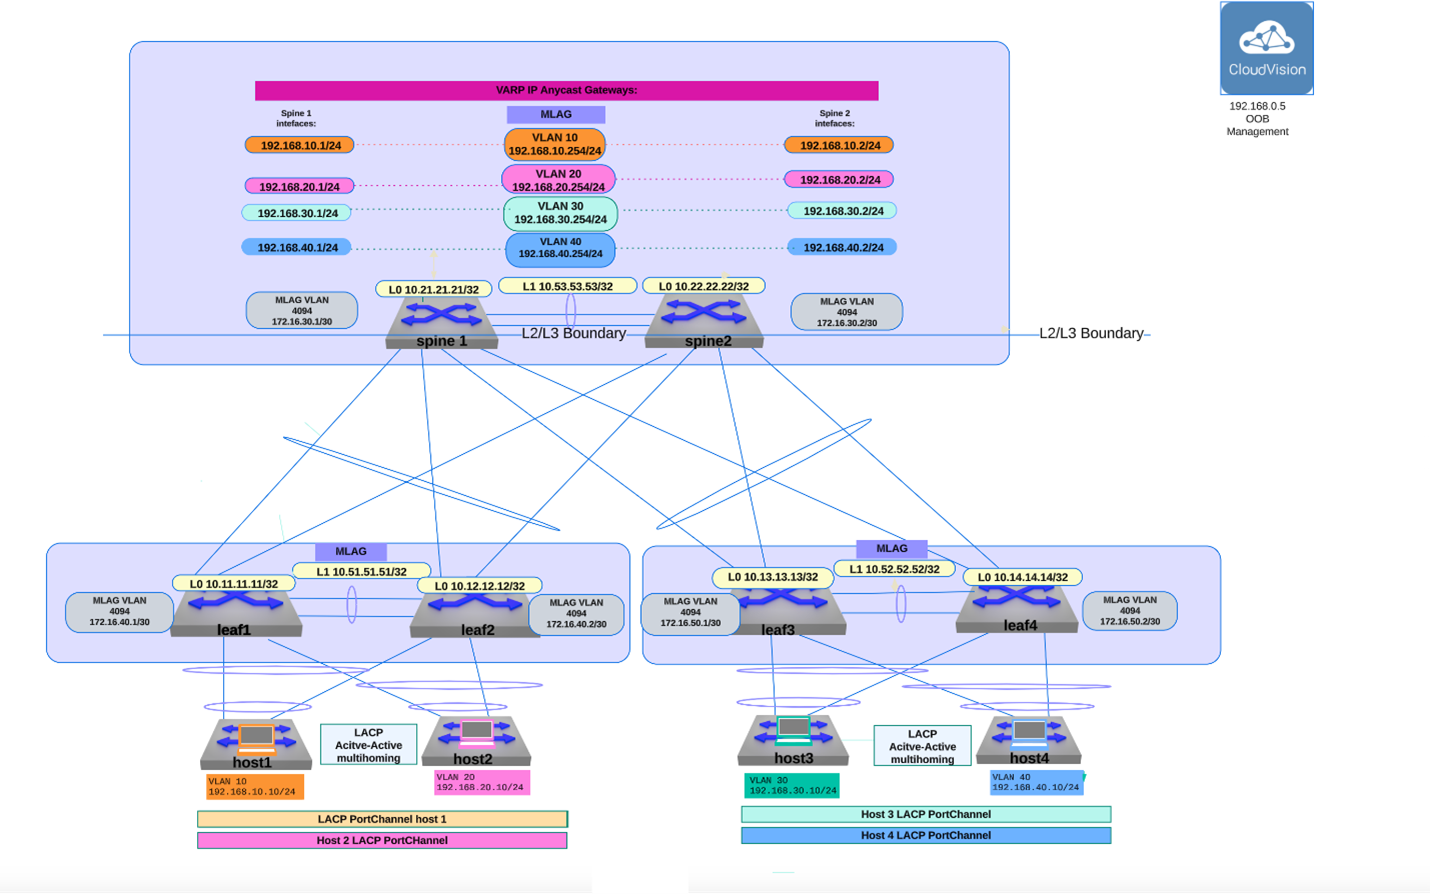 CloudVision
192.168.0.5
OOB
Management
VARP IP Anycast Gateways:
Spine 1
intefaces:
MLAG
Spine 2
intefaces:
192.168.10.1/24
VLAN 10
192.168.10.254/24
192.168.10.2/24
192.168.20.1/24
VLAN 20
192.168.20.254/24
192.168.20.2/24
192.168.30.1/24
VLAN 30
192.168.30.254/24
192.168.30.2/24
192.168.40.1/24
VLAN 40
192.168.40.254/24
192.168.40.2/24
L0 10.21.21.21/32
L1 10.53.53.53/32
L0 10.22.22.22/32
MLAG VLAN
4094
172.16.30.1/30
MLAG VLAN
4094
172.16.30.2/30
spine 1
L2/L3 Boundary
spine2
L2/L3 Boundary
MLAG
L1 10.51.51.51/32
L0 10.11.11.11/32
L0 10.12.12.12/32
MLAG VLAN
4094
172.16.40.1/30
MLAG VLAN
4094
172.16.40.2/30
leaf1
leaf2
MLAG
L1 10.52.52.52/32
L0 10.13.13.13/32
L0 10.14.14.14/32
MLAG VLAN
4094
172.16.50.1/30
MLAG VLAN
4094
172.16.50.2/30
leaf3
leaf4
LACP
Acitve-Active
multihoming
host1
host2
VLAN 10
192.168.10.10/24
VLAN 20
192.168.20.10/24
LACP
Acitve-Active
multihoming
host3
host4
VLAN 30
192.168.30.10/24
VLAN 40
192.168.40.10/24
LACP PortChannel host 1
Host 2 LACP PortCHannel
Host 3 LACP PortChannel
Host 4 LACP PortChannel